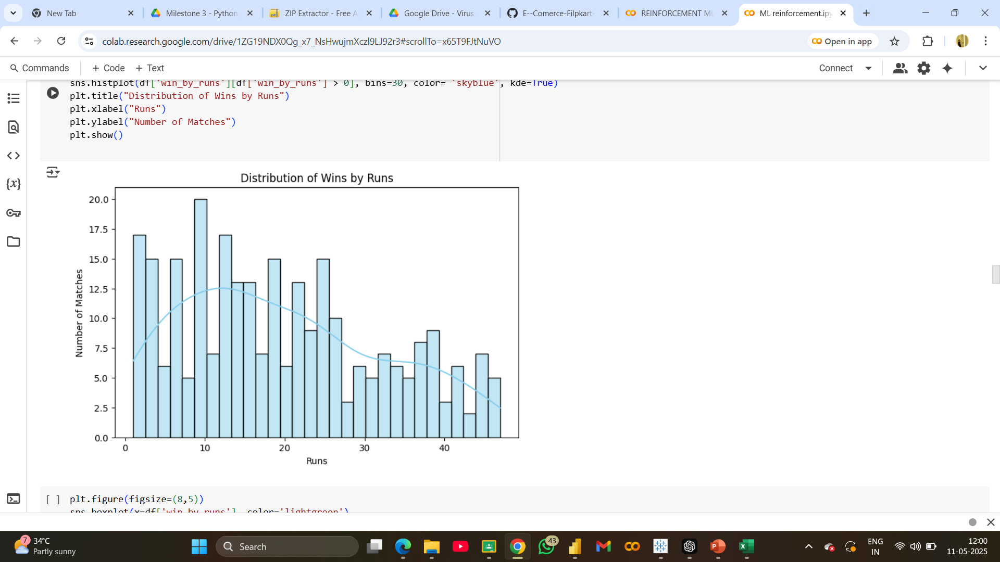 New Tab
Milestone 3 - Python
ZIP Extractor - Free A
Google Drive - Virus
E--Comerce-Filpkart-
REINFORCEMENT ML
ML reinforcement.ipy
colab.research.google.com/drive/1ZG19NDX0Qg_x7_NsHwujmXczl9LJ92r3#scrollTo=x65T9FJtNuVO
Open in app
Commands + Code + Text
Connect
sns.histplot(df['win_by_runs'][df['win_by_runs'] > 0], bins=30, color= 'skyblue', kde=True)
plt.title("Distribution of Wins by Runs")
plt.xlabel("Runs")
plt.ylabel("Number of Matches")
plt.show()
{x}
Distribution of Wins by Runs
20.0
17.5
15.0
12.5
10.0
7.5
5.0
2.5
0.0
Number of Matches
0 10 20 30 40
Runs
[ ] plt.figure(figsize=(8,5))
sns.boxplot(x=df['win_by_runs'], color='lightgreen')
7
34°C
Partly sunny
Search
43
ENG
IN
12:00
11-05-2025